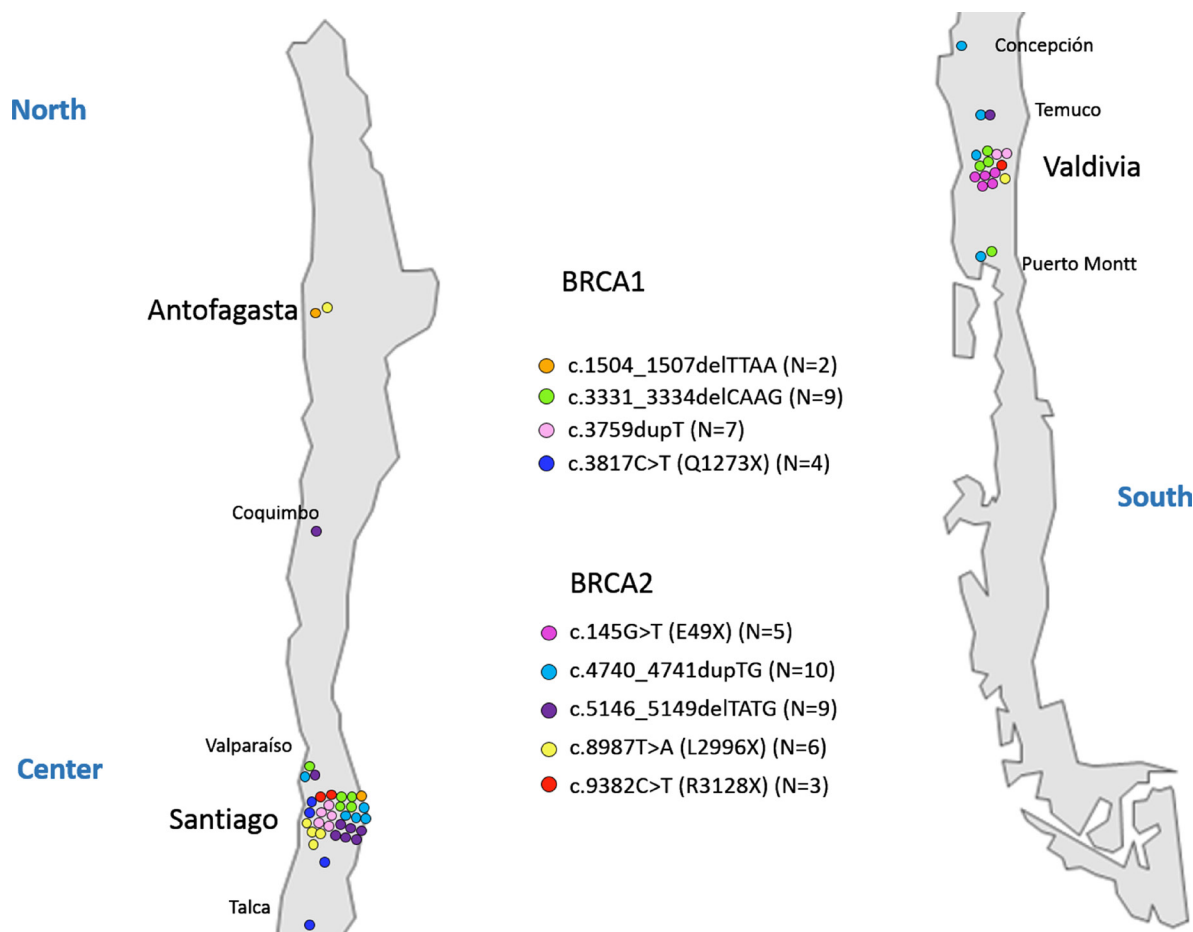 North
Antofagasta
Coquimbo
Valparaíso
Center
Santiago
Talca
BRCA1
c.1504_1507delTTAA (N=2)
c.3331_3334delCAAG (N=9)
c.3759dupT (N=7)
c.3817C>T (Q1273X) (N=4)
BRCA2
c.145G>T (E49X) (N=5)
c.4740_4741dupTG (N=10)
c.5146_5149delTATG (N=9)
c.8987T>A (L2996X) (N=6)
c.9382C>T (R3128X) (N=3)
Concepción
Temuco
Valdivia
Puerto Montt
South